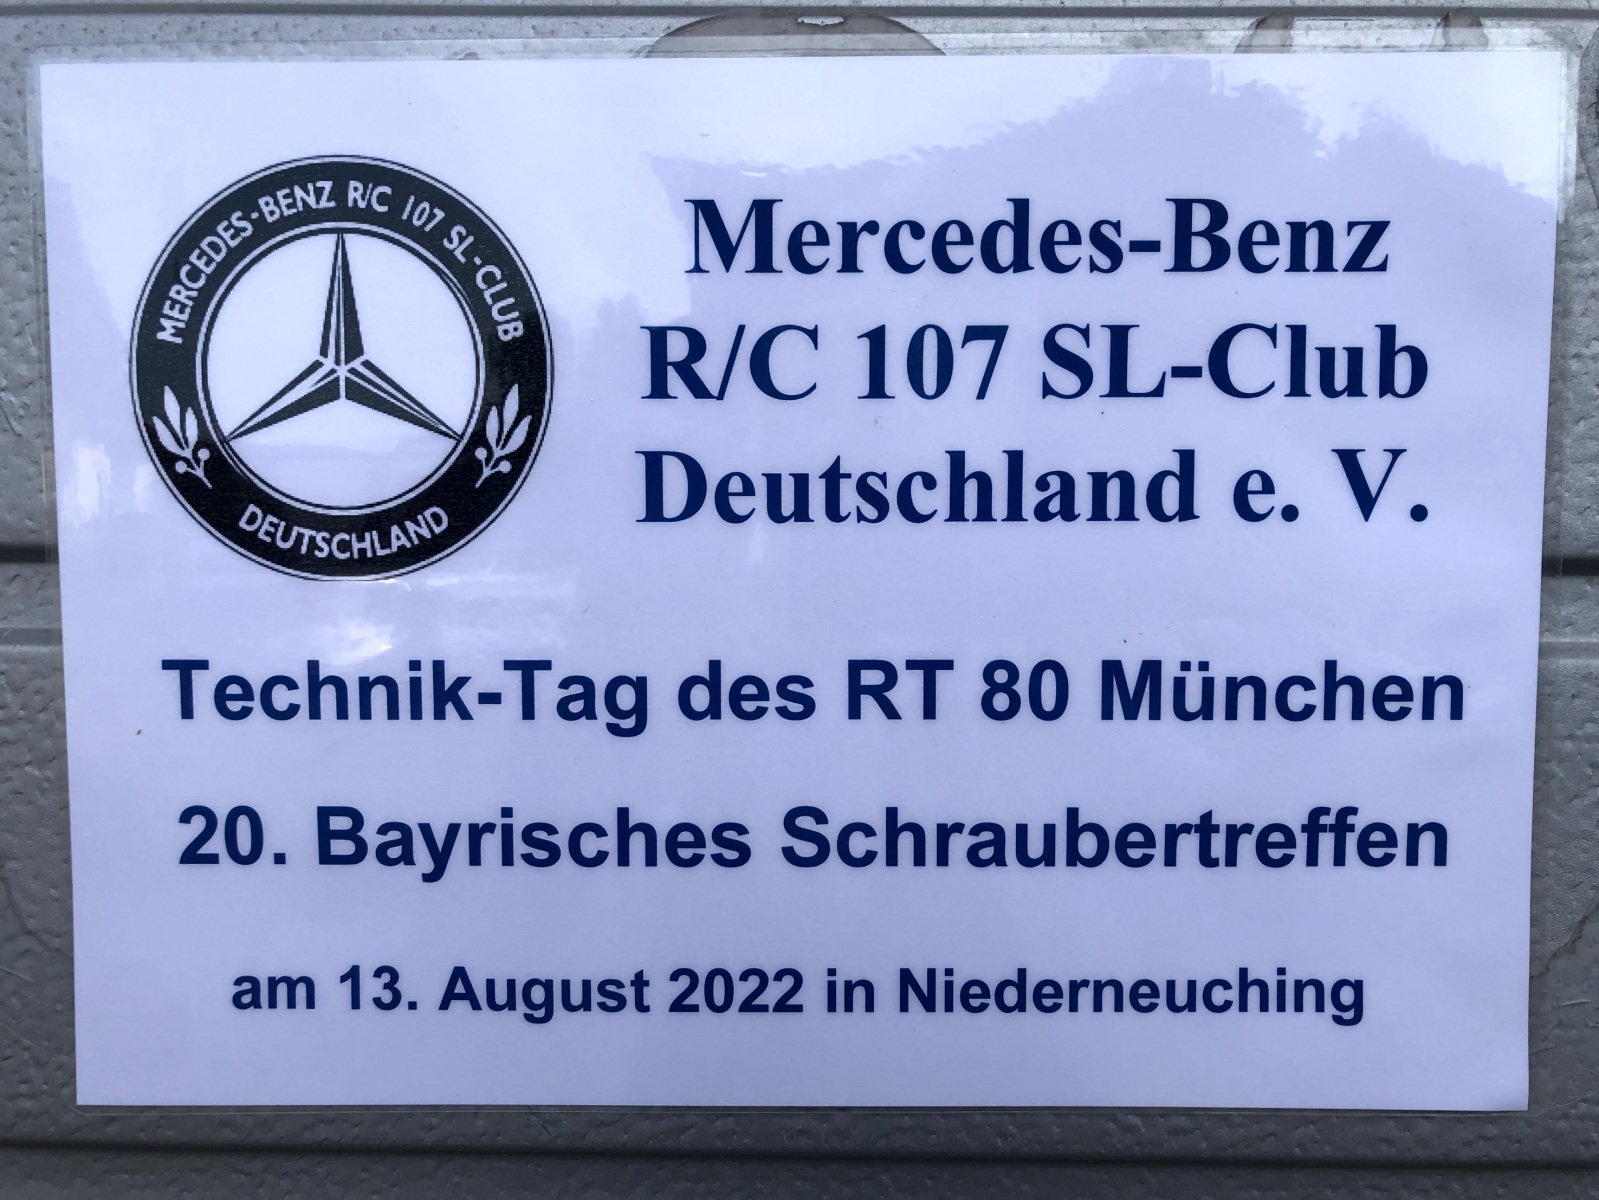 MERCEDES-BENZ R/C 107 SL-CLUB
DEUTSCHLAND
Mercedes-Benz
R/C 107 SL-Club
Deutschland e. V.
Technik-Tag des RT 80 München
20. Bayrisches Schraubertreffen
am 13. August 2022 in Niederneuching